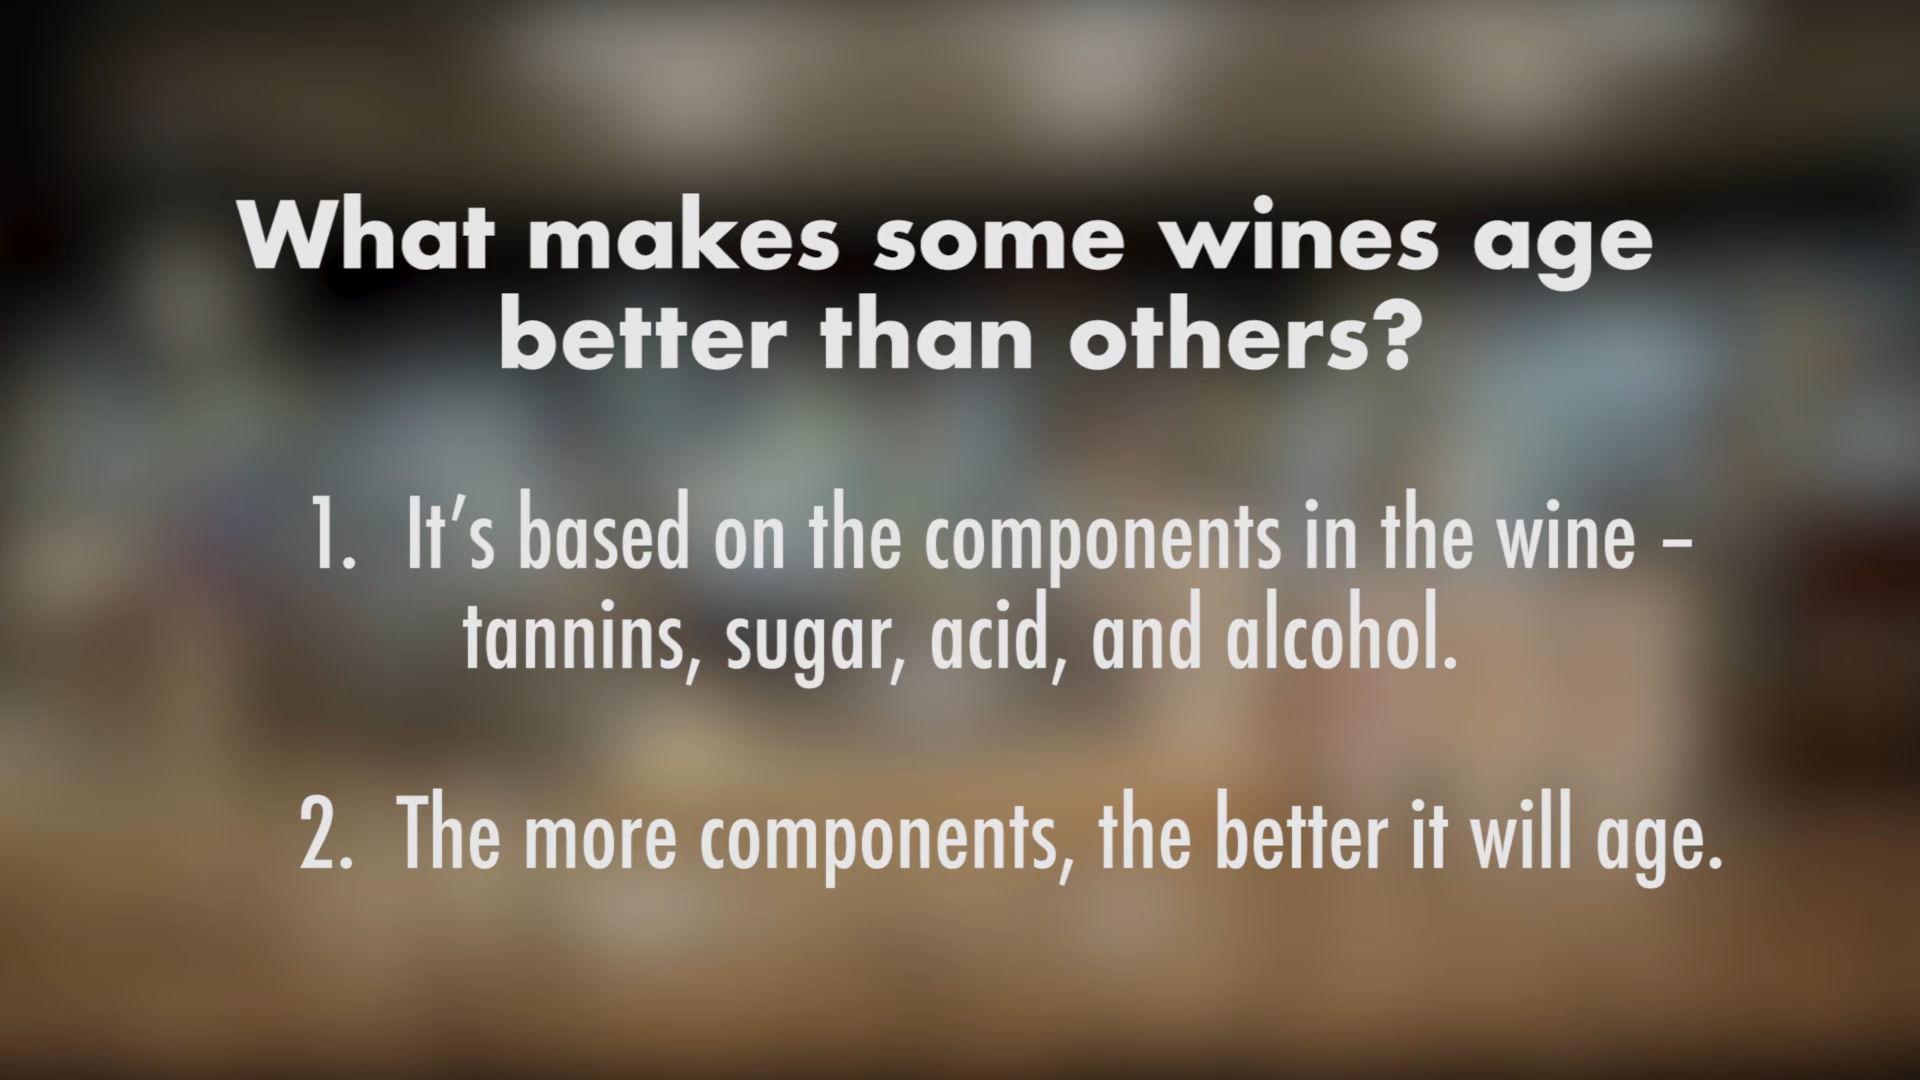 What makes some wines age
better than others?
1. It’s based on the components in the wine –
tannins, sugar, acid, and alcohol.
2. The more components, the better it will age.